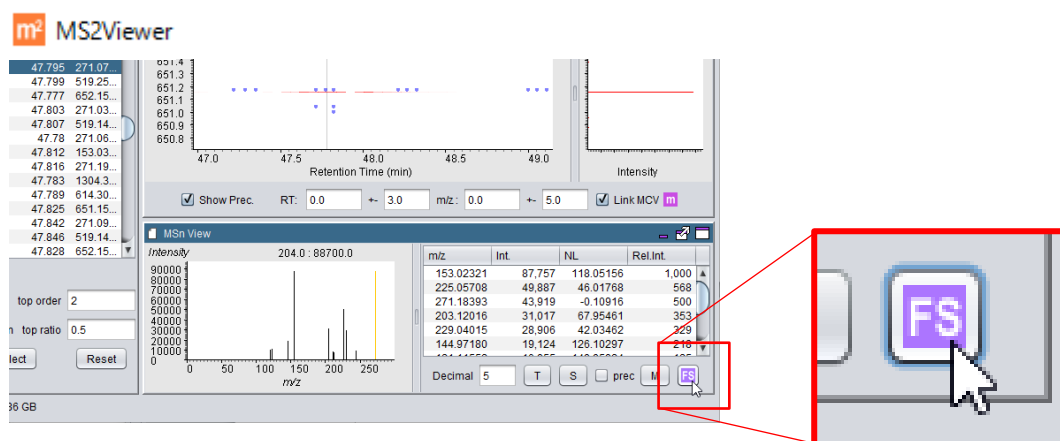 m² MS2Viewer
47.795 271.07...
47.799 519.25...
47.777 652.15...
47.803 271.03...
47.807 519.14...
47.78 271.06...
47.812 153.03...
47.816 271.19...
47.783 1304.3...
47.789 614.30...
47.825 651.15...
47.842 271.09...
47.846 519.14...
47.828 652.15...
top order 2
top ratio 0.5
Reset
651.4
651.3
651.2
651.1
651.0
650.9
650.8
47.0 47.5 48.0 48.5 49.0
Retention Time (min)
Intensity
Show Prec. RT: 0.0 +- 3.0 m/z : 0.0 +- 5.0 Link MCV m
MSn View
Intensity 204.0 : 88700.0
90000
80000
70000
60000
50000
40000
30000
20000
10000
0
0 50 100 150 200 250
m/z
m/z Int. NL Rel.Int.
153.02321 87,757 118.05156 1,000
225.05708 49,887 46.01768 568
271.18393 43,919 -0.10916 500
203.12016 31,017 67.95461 353
229.04015 28,906 42.03462 329
144.97180 19,124 126.10297 218
Decimal 5 T S prec M FS
FS